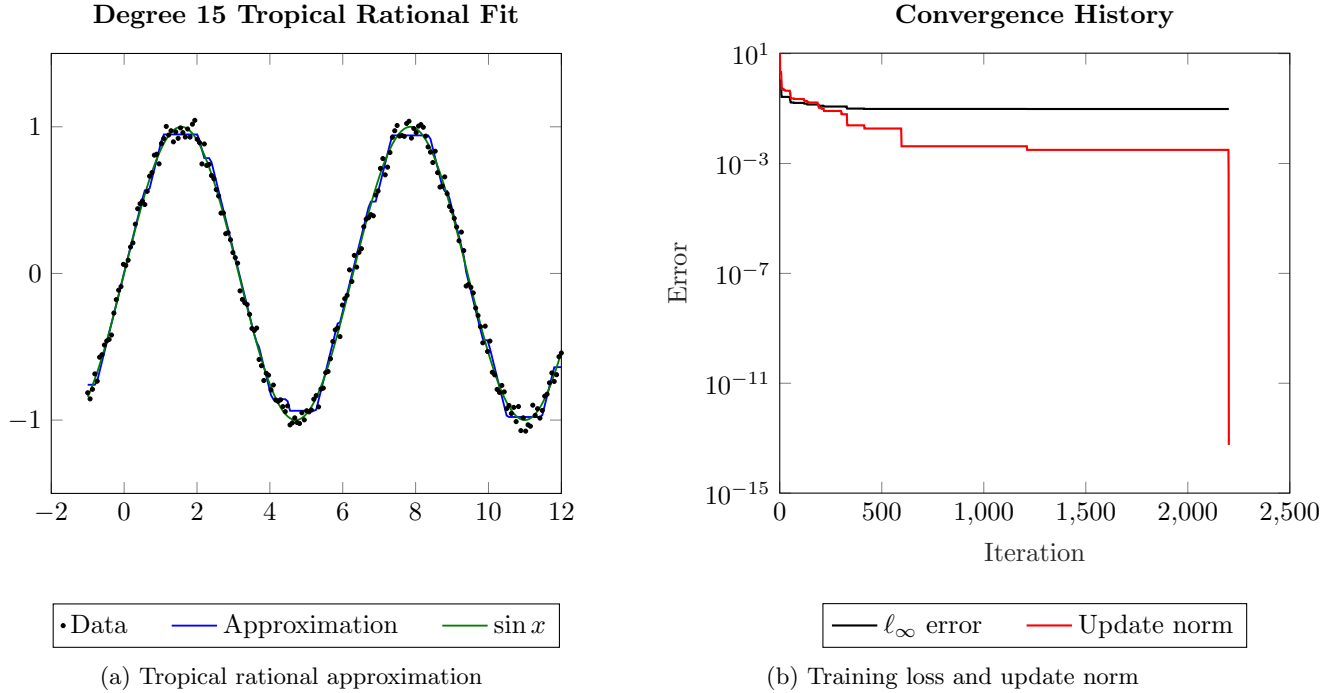 Degree 15 Tropical Rational Fit
1
0
−1
−2 0 2 4 6 8 10 12
Data Approximation sin x
(a) Tropical rational approximation
Convergence History
10^1
10^−3
10^−7
10^−11
10^−15
Error
0 500 1,000 1,500 2,000 2,500
Iteration
ℓ∞ error Update norm
(b) Training loss and update norm